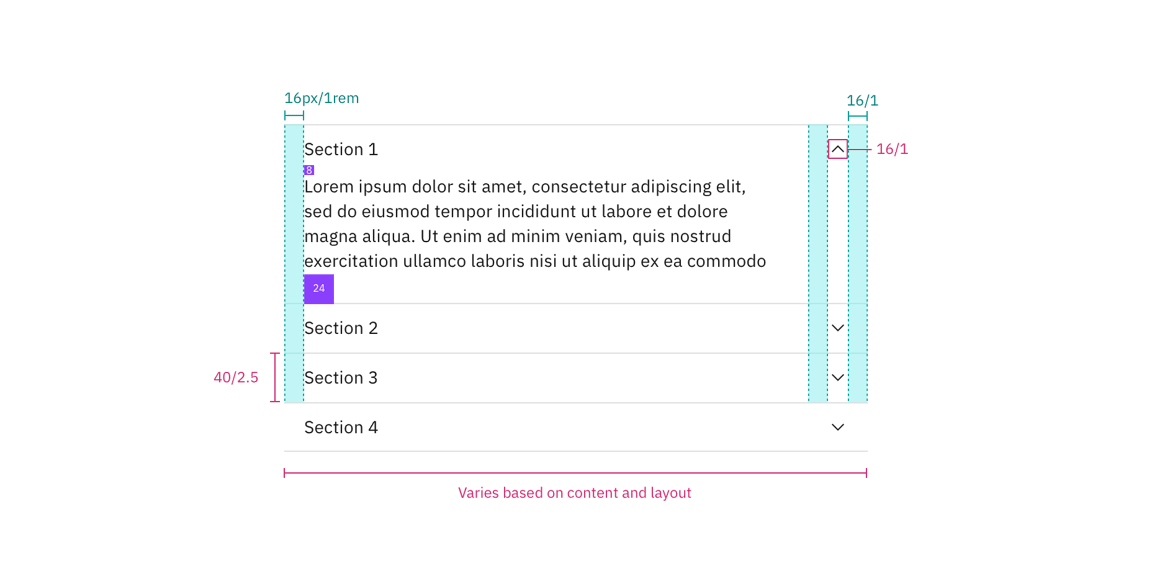 16px/1rem
16/1
Section 1
16/1
8
Lorem ipsum dolor sit amet, consectetur adipiscing elit,
sed do eiusmod tempor incididunt ut labore et dolore
magna aliqua. Ut enim ad minim veniam, quis nostrud
exercitation ullamco laboris nisi ut aliquip ex ea commodo
24
Section 2
40/2.5
Section 3
Section 4
Varies based on content and layout